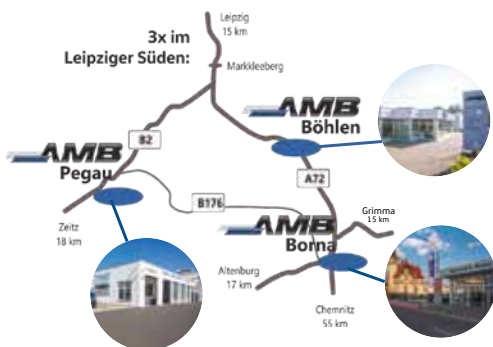 Leipzig
15 km
3x im
Leipziger Süden:
Markkleeberg
AMB
Böhlen
B2
AMB
Pegau
A72
B176
Grimma
15 km
AMB
Borna
Zeitz
18 km
Altenburg
17 km
Chemnitz
55 km